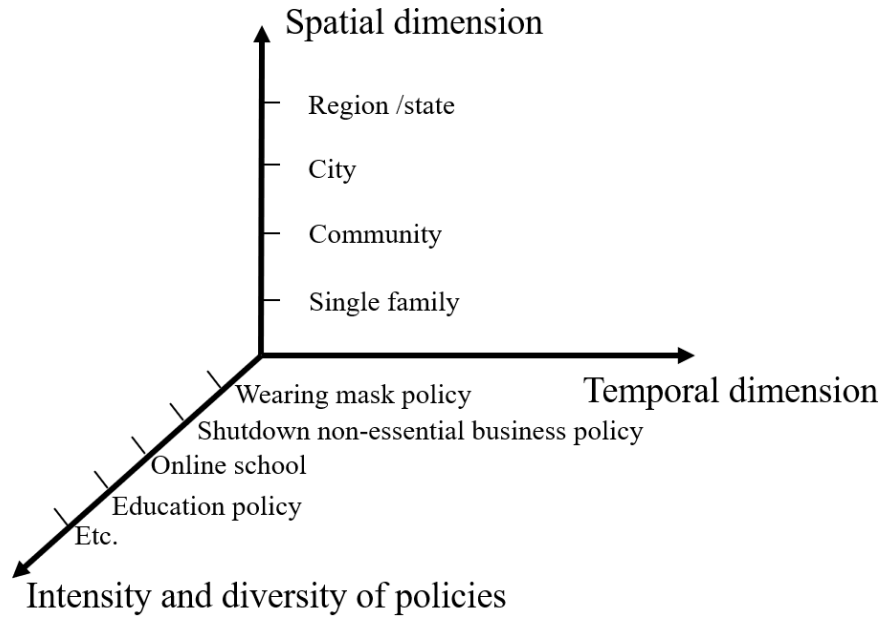 Spatial dimension
Region /state
City
Community
Single family
Temporal dimension
Wearing mask policy
Shutdown non-essential business policy
Online school
Education policy
Etc.
Intensity and diversity of policies